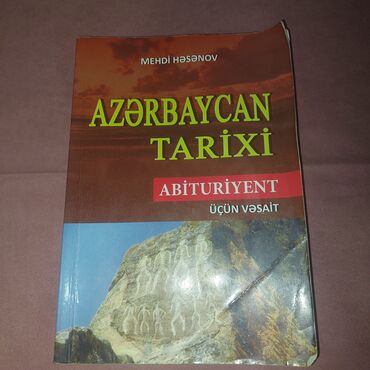 MEHDİ HƏSƏNOV
AZƏRBAYCAN
TARİXİ
ABİTURİYENT
ÜÇÜN VƏSAİT